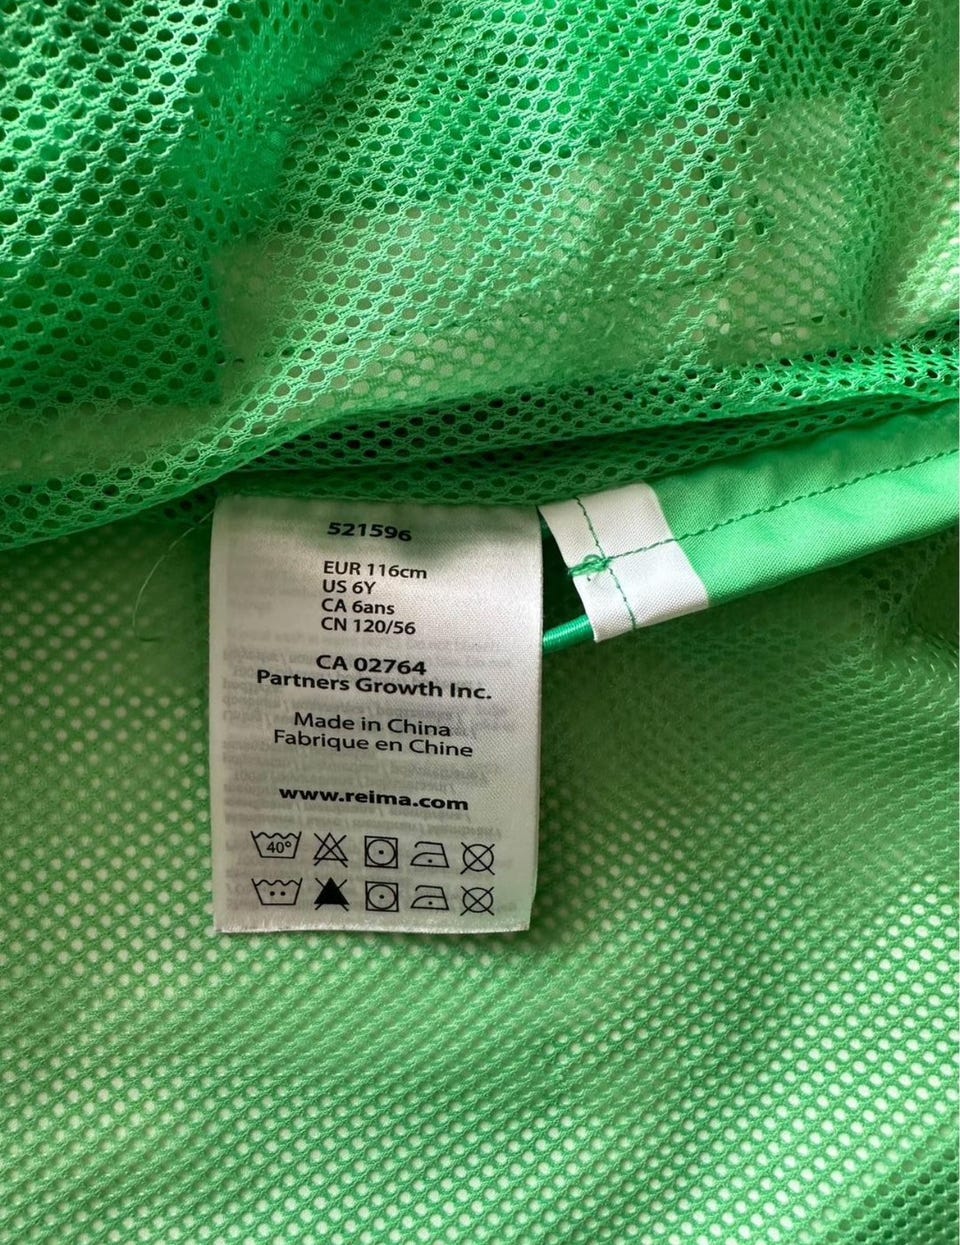 521596
EUR 116cm
US 6Y
CA 6ans
CN 120/56
CA 02764
Partners Growth Inc.
Made in China
Fabrique en Chine
www.reima.com
40°